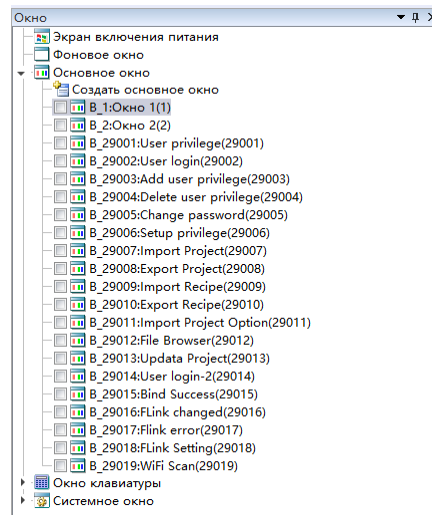 Окно
Экран включения питания
Фоновое окно
Основное окно
Создать основное окно
B_1:Окно 1(1)
B_2:Окно 2(2)
B_29001:User privilege(29001)
B_29002:User login(29002)
B_29003:Add user privilege(29003)
B_29004:Delete user privilege(29004)
B_29005:Change password(29005)
B_29006:Setup privilege(29006)
B_29007:Import Project(29007)
B_29008:Export Project(29008)
B_29009:Import Recipe(29009)
B_29010:Export Recipe(29010)
B_29011:Import Project Option(29011)
B_29012:File Browser(29012)
B_29013:Updata Project(29013)
B_29014:User login-2(29014)
B_29015:Bind Success(29015)
B_29016:FLink changed(29016)
B_29017:Flink error(29017)
B_29018:FLink Setting(29018)
B_29019:WiFi Scan(29019)
Окно клавиатуры
Системное окно